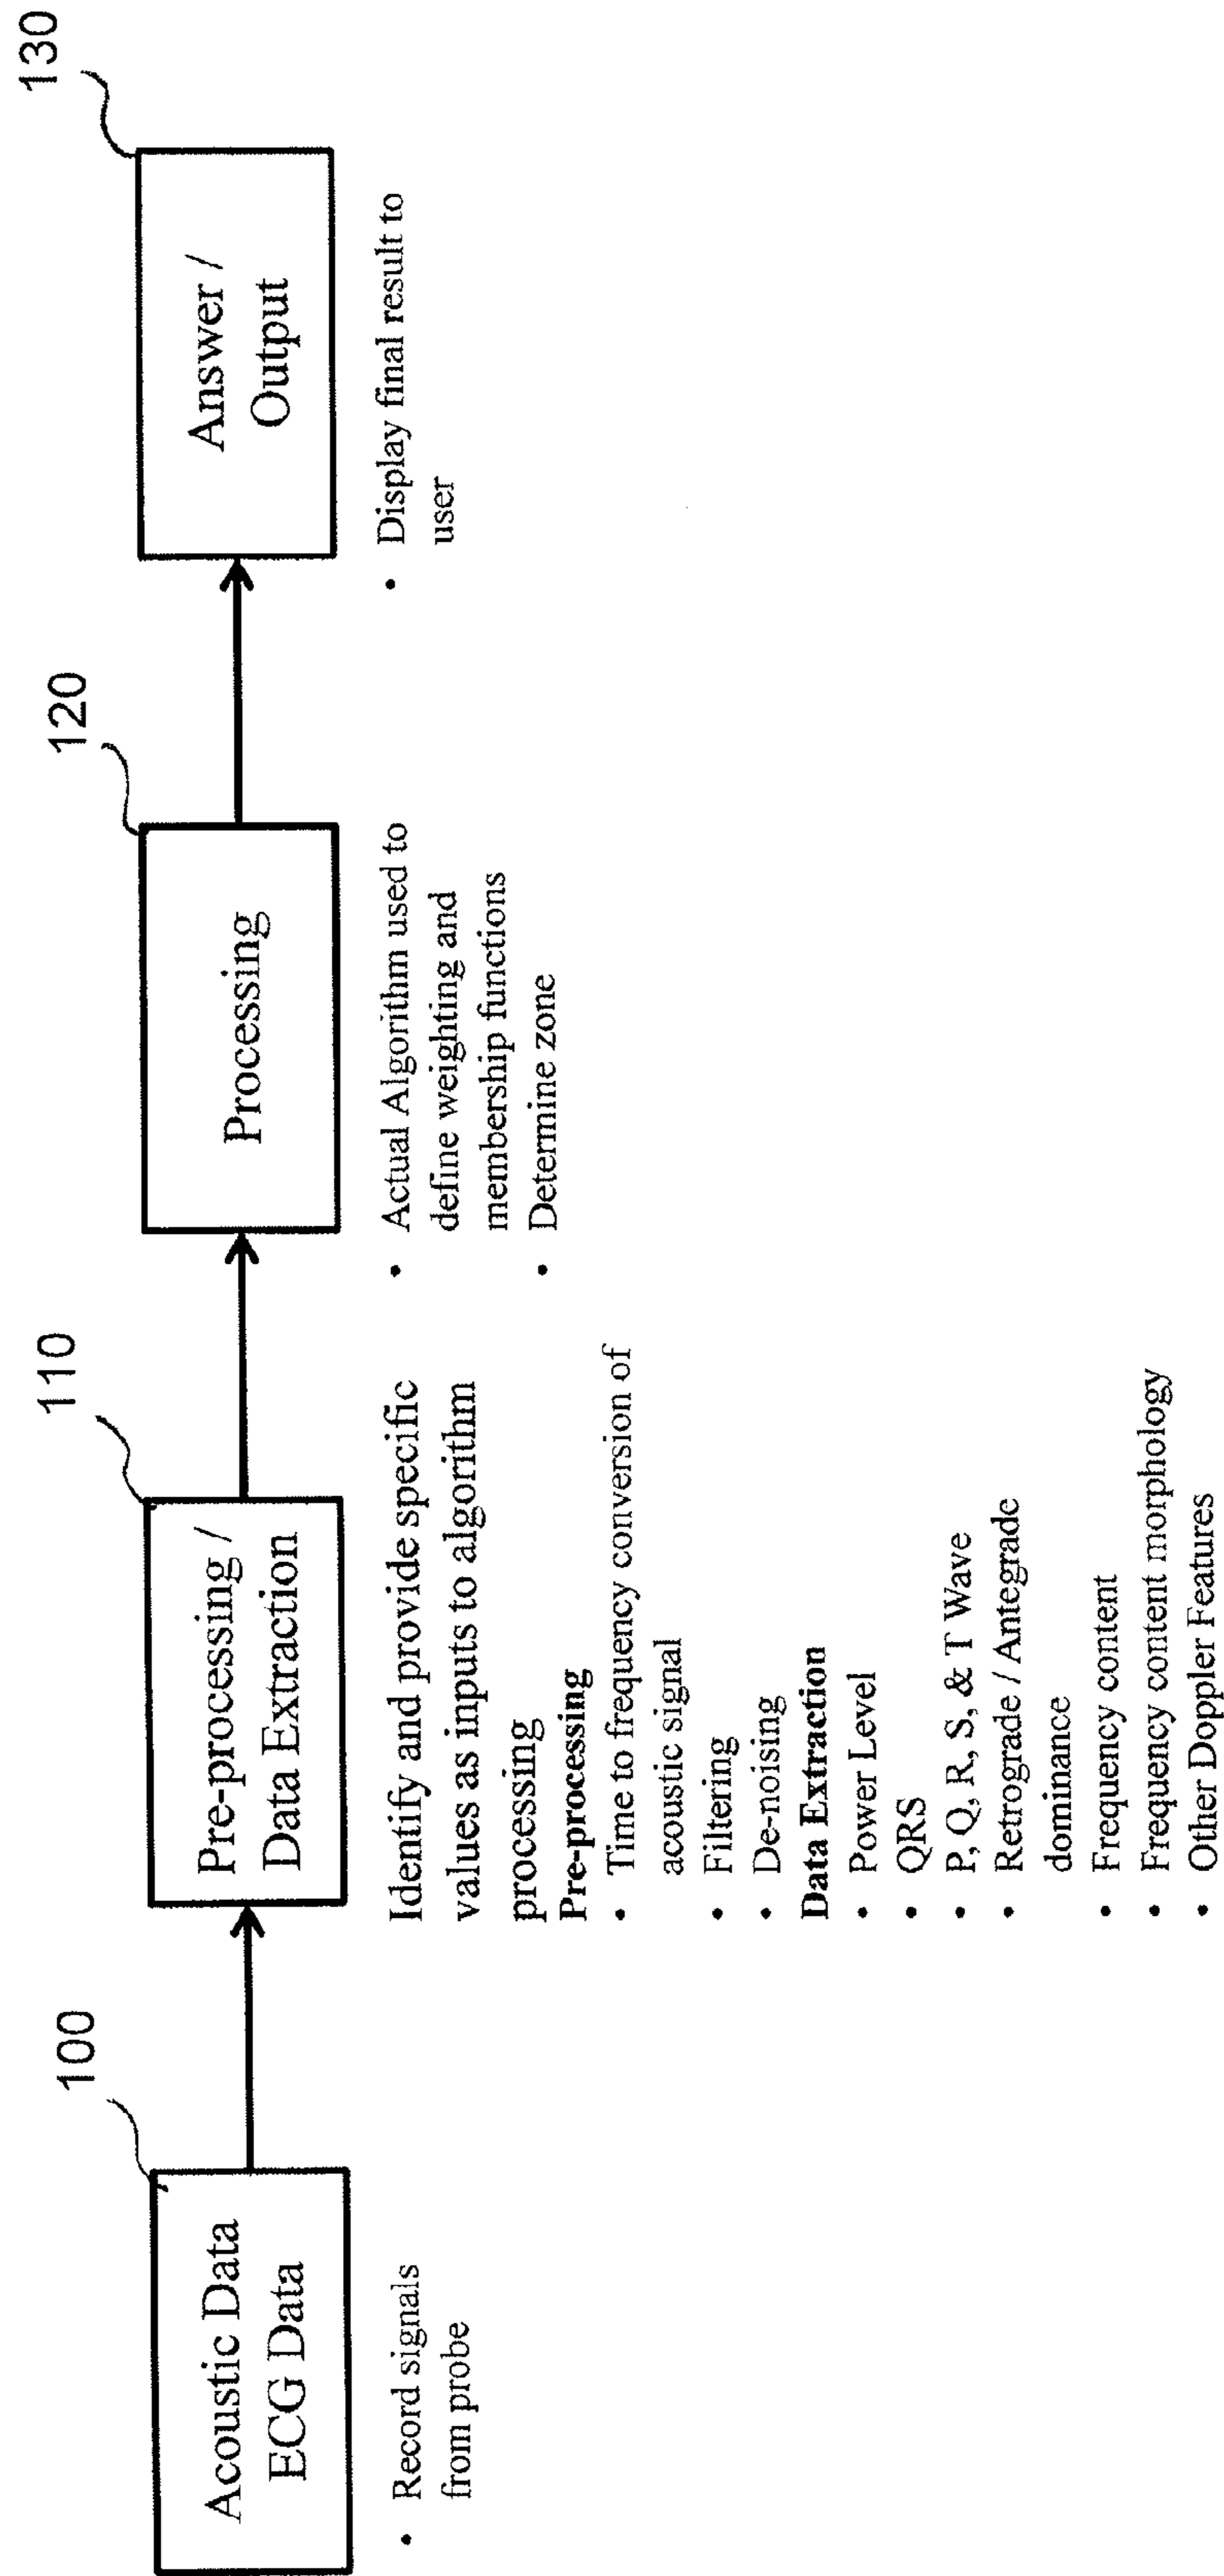 100
Acoustic Data
ECG Data
• Record signals
from probe
110
Pre-processing /
Data Extraction
Identify and provide specific
values as inputs to algorithm
processing
Pre-processing
• Time to frequency conversion of
acoustic signal
• Filtering
• De-noising
Data Extraction
• Power Level
• QRS
• P, Q, R, S, & T Wave
• Retrograde / Antegrade
dominance
• Frequency content
• Frequency content morphology
• Other Doppler Features
120
Processing
• Actual Algorithm used to
define weighting and
membership functions
• Determine zone
130
Answer /
Output
• Display final result to
user